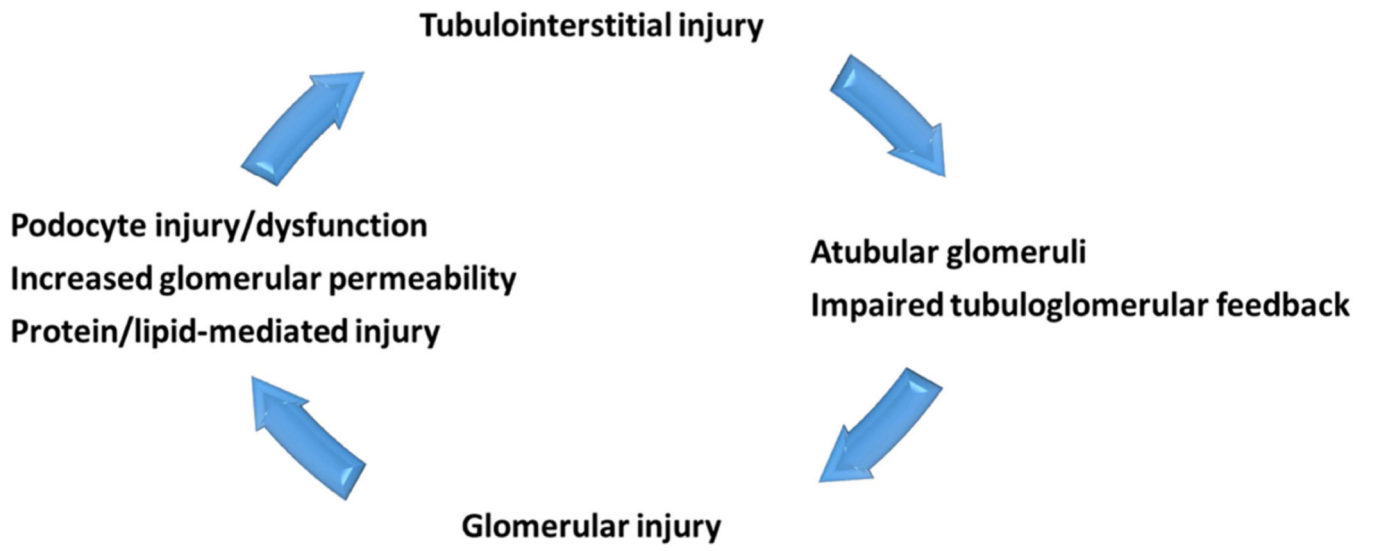 Tubulointerstitial injury
Podocyte injury/dysfunction
Increased glomerular permeability
Protein/lipid-mediated injury
Atubular glomeruli
Impaired tubuloglomerular feedback
Glomerular injury